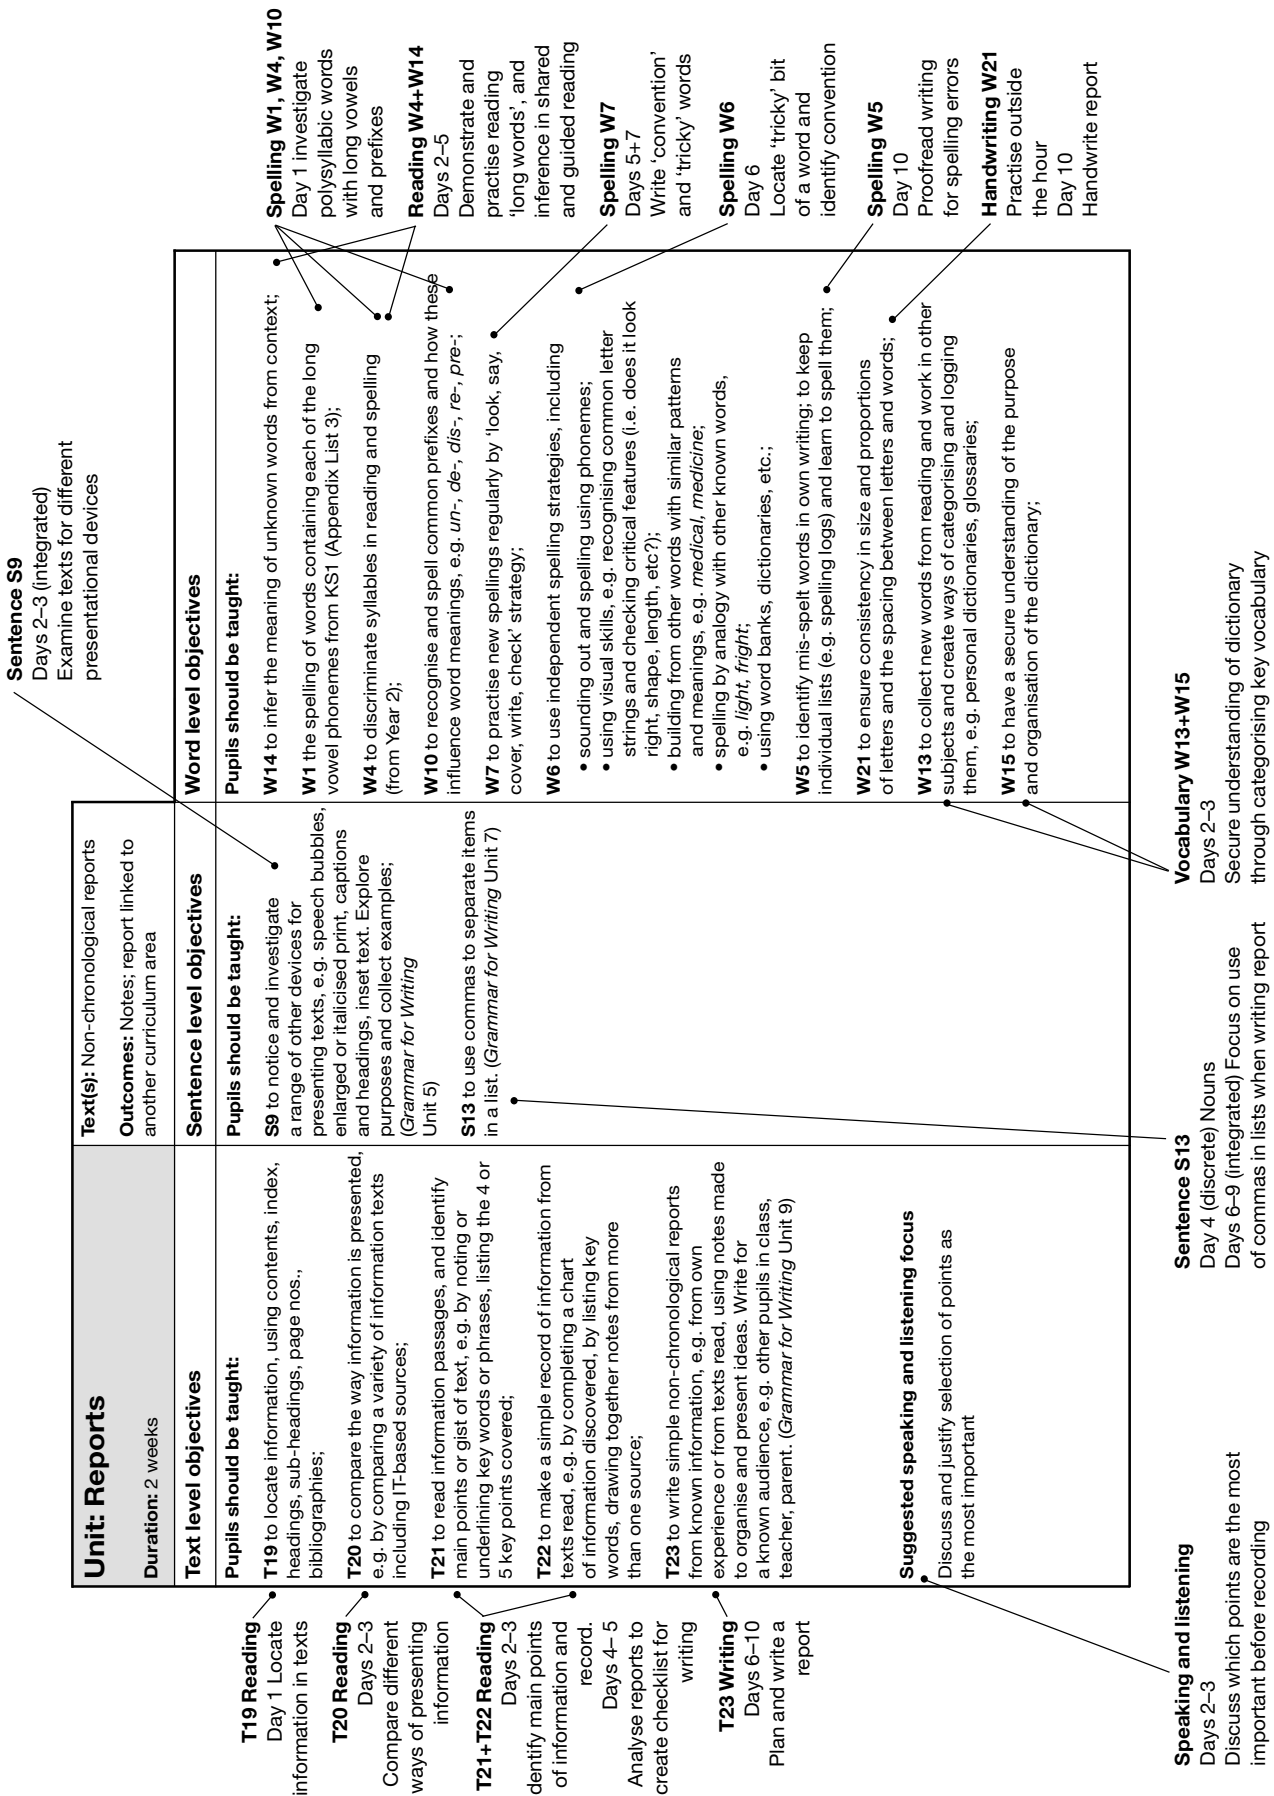 Sentence S9
Days 2–3 (integrated)
Examine texts for different
presentational devices
Unit: Reports
Duration: 2 weeks
Text(s): Non-chronological reports
Outcomes: Notes; report linked to
another curriculum area
Text level objectives
Pupils should be taught:
T19 to locate information, using contents, index,
headings, sub-headings, page nos.,
bibliographies;
T20 to compare the way information is presented,
e.g. by comparing a variety of information texts
including IT-based sources;
T21 to read information passages, and identify
main points or gist of text, e.g. by noting or
underlining key words or phrases, listing the 4 or
5 key points covered;
T22 to make a simple record of information from
texts read, e.g. by completing a chart
of information discovered, by listing key
words, drawing together notes from more
than one source;
T23 to write simple non-chronological reports
from known information, e.g. from own
experience or from texts read, using notes made
to organise and present ideas. Write for
a known audience, e.g. other pupils in class,
teacher, parent. (Grammar for Writing Unit 9)
Suggested speaking and listening focus
Discuss and justify selection of points as
the most important
Sentence level objectives
Pupils should be taught:
S9 to notice and investigate
a range of other devices for
presenting texts, e.g. speech bubbles,
enlarged or italicised print, captions
and headings, inset text. Explore
purposes and collect examples;
(Grammar for Writing
Unit 5)
S13 to use commas to separate items
in a list. (Grammar for Writing Unit 7)
Word level objectives
Pupils should be taught:
W14 to infer the meaning of unknown words from context;
W1 the spelling of words containing each of the long
vowel phonemes from KS1 (Appendix List 3);
W4 to discriminate syllables in reading and spelling
(from Year 2);
W10 to recognise and spell common prefixes and how these
influence word meanings, e.g. un-, de-, dis-, re-, pre-;
W7 to practise new spellings regularly by ‘look, say,
cover, write, check’ strategy;
W6 to use independent spelling strategies, including
• sounding out and spelling using phonemes;
• using visual skills, e.g. recognising common letter
strings and checking critical features (i.e. does it look
right, shape, length, etc?);
• building from other words with similar patterns
and meanings, e.g. medical, medicine;
• spelling by analogy with other known words,
e.g. light, fright;
• using word banks, dictionaries, etc.;
W5 to identify mis-spelt words in own writing; to keep
individual lists (e.g. spelling logs) and learn to spell them;
W21 to ensure consistency in size and proportions
of letters and the spacing between letters and words;
W13 to collect new words from reading and work in other
subjects and create ways of categorising and logging
them, e.g. personal dictionaries, glossaries;
W15 to have a secure understanding of the purpose
and organisation of the dictionary;
T19 Reading
Day 1 Locate
information in texts
T20 Reading
Days 2–3
Compare different
ways of presenting
information
T21+T22 Reading
Days 2–3
dentify main points
of information and
record.
Days 4– 5
Analyse reports to
create checklist for
writing
T23 Writing
Days 6–10
Plan and write a
report
Spelling W1, W4, W10
Day 1 investigate
polysyllabic words
with long vowels
and prefixes
Reading W4+W14
Days 2–5
Demonstrate and
practise reading
‘long words’, and
inference in shared
and guided reading
Spelling W7
Days 5+7
Write ‘convention’
and ‘tricky’ words
Spelling W6
Day 6
Locate ‘tricky’ bit
of a word and
identify convention
Spelling W5
Day 10
Proofread writing
for spelling errors
Handwriting W21
Practise outside
the hour
Day 10
Handwrite report
Speaking and listening
Days 2–3
Discuss which points are the most
important before recording
Sentence S13
Day 4 (discrete) Nouns
Days 6–9 (integrated) Focus on use
of commas in lists when writing report
Vocabulary W13+W15
Days 2–3
Secure understanding of dictionary
through categorising key vocabulary